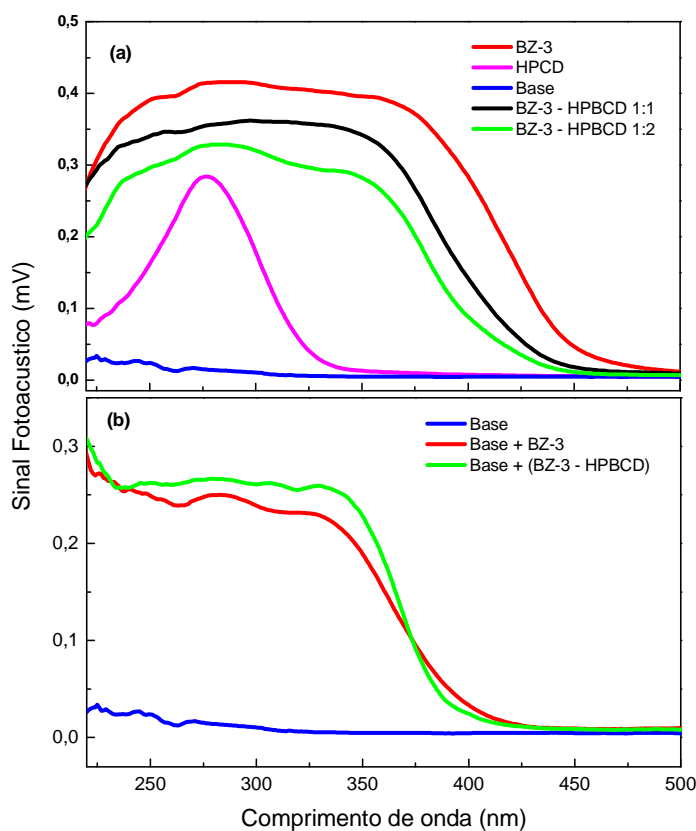 (a)
BZ-3
HPCD
Base
BZ-3 - HPBCD 1:1
BZ-3 - HPBCD 1:2
0,5
0,4
0,3
0,2
0,1
0,0
Sinal Fotoacustico (mV)
(b)
Base
Base + BZ-3
Base + (BZ-3 - HPBCD)
0,3
0,2
0,1
0,0
250 300 350 400 450 500
Comprimento de onda (nm)